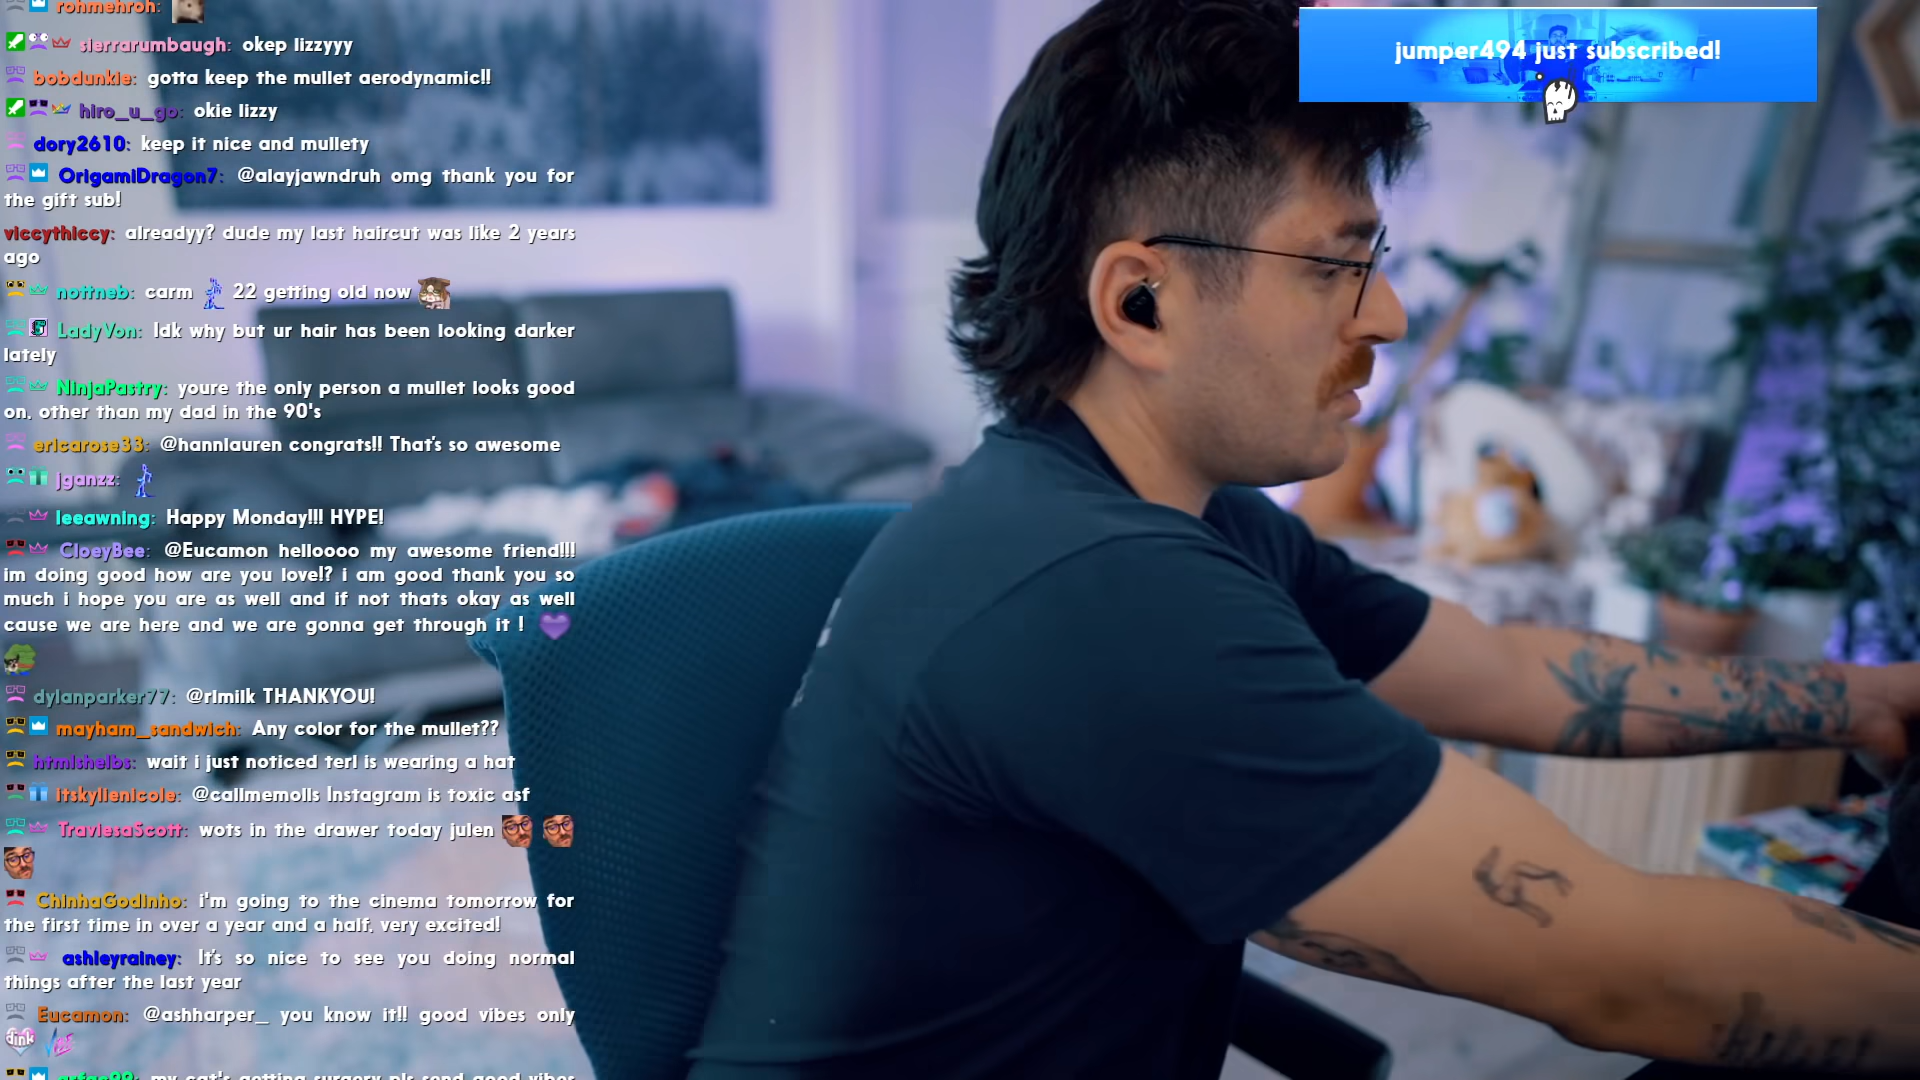 rohmehroh:
sierrarumbaugh: okep lizzyyy
bobdunkie: gotta keep the mullet aerodynamic!!
hiro_u_go: okie lizzy
dory2610: keep it nice and mullety
OrigamiDragon7: @alayjawndruh omg thank you for
the gift sub!
viccythiccy: alreadyy? dude my last haircut was like 2 years
ago
nottneb: carm 22 getting old now
LadyVon: Idk why but ur hair has been looking darker
lately
NinjaPastry: youre the only person a mullet looks good
on, other than my dad in the 90's
ericarose33: @hannlauren congrats!! That's so awesome
jganzz:
leeawning: Happy Monday!!! HYPE!
CloeyBee: @Eucamon helloooo my awesome friend!!!
im doing good how are you love!? i am good thank you so
much i hope you are as well and if not thats okay as well
cause we are here and we are gonna get through it !
dylanparker77: @rlmilk THANKYOU!
mayham_sandwich: Any color for the mullet??
htmlshelbs: wait i just noticed teri is wearing a hat
itskylienicole: @callmemolls Instagram is toxic asf
TraviesaScott: wots in the drawer today julen
ChinhaGodinho: i'm going to the cinema tomorrow for
the first time in over a year and a half, very excited!
ashleyrainey: It's so nice to see you doing normal
things after the last year
Eucamon: @ashharper_ you know it!! good vibes only
dink
my cat's getting surgery pls send good vibes
jumper494 just subscribed!